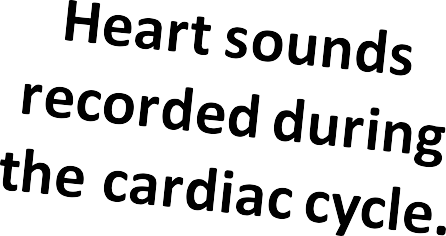 Heart sounds
recorded during
the cardiac cycle.